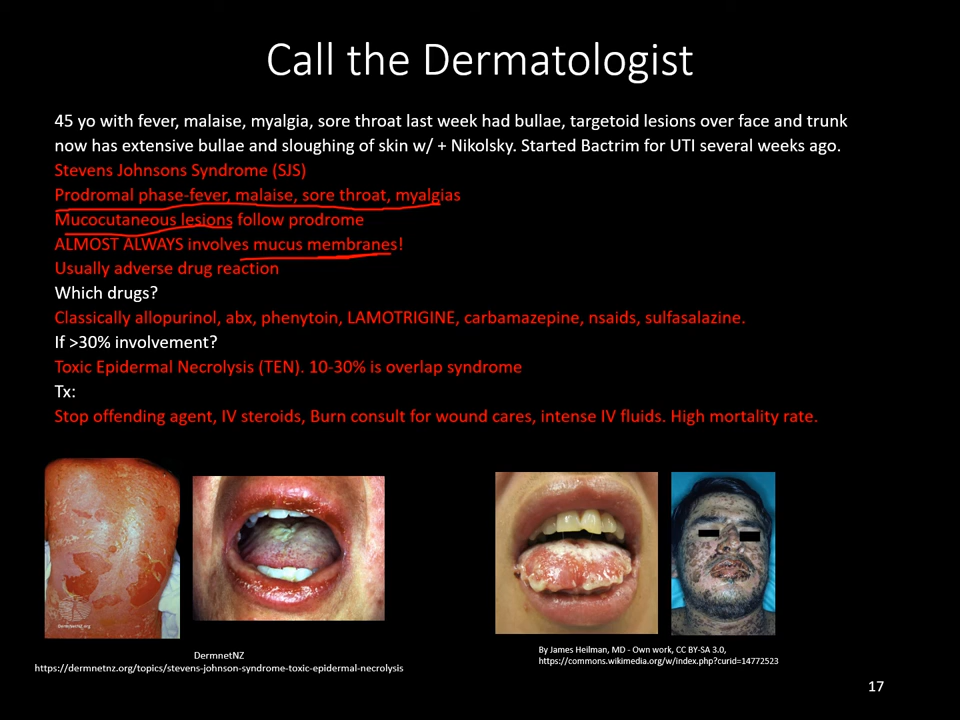 Call the Dermatologist
45 yo with fever, malaise, myalgia, sore throat last week had bullae, targetoid lesions over face and trunk
now has extensive bullae and sloughing of skin w/ + Nikolsky. Started Bactrim for UTI several weeks ago.
Stevens Johnsons Syndrome (SJS)
Prodromal phase-fever, malaise, sore throat, myalgias
Mucocutaneous lesions follow prodrome
ALMOST ALWAYS involves mucus membranes!
Usually adverse drug reaction
Which drugs?
Classically allopurinol, abx, phenytoin, LAMOTRIGINE, carbamazepine, nsaids, sulfasalazine.
If >30% involvement?
Toxic Epidermal Necrolysis (TEN). 10-30% is overlap syndrome
Tx:
Stop offending agent, IV steroids, Burn consult for wound cares, intense IV fluids. High mortality rate.
DermnetNZ
https://dermnetnz.org/topics/stevens-johnson-syndrome-toxic-epidermal-necrolysis
By James Heilman, MD - Own work, CC BY-SA 3.0,
https://commons.wikimedia.org/w/index.php?curid=14772523
17